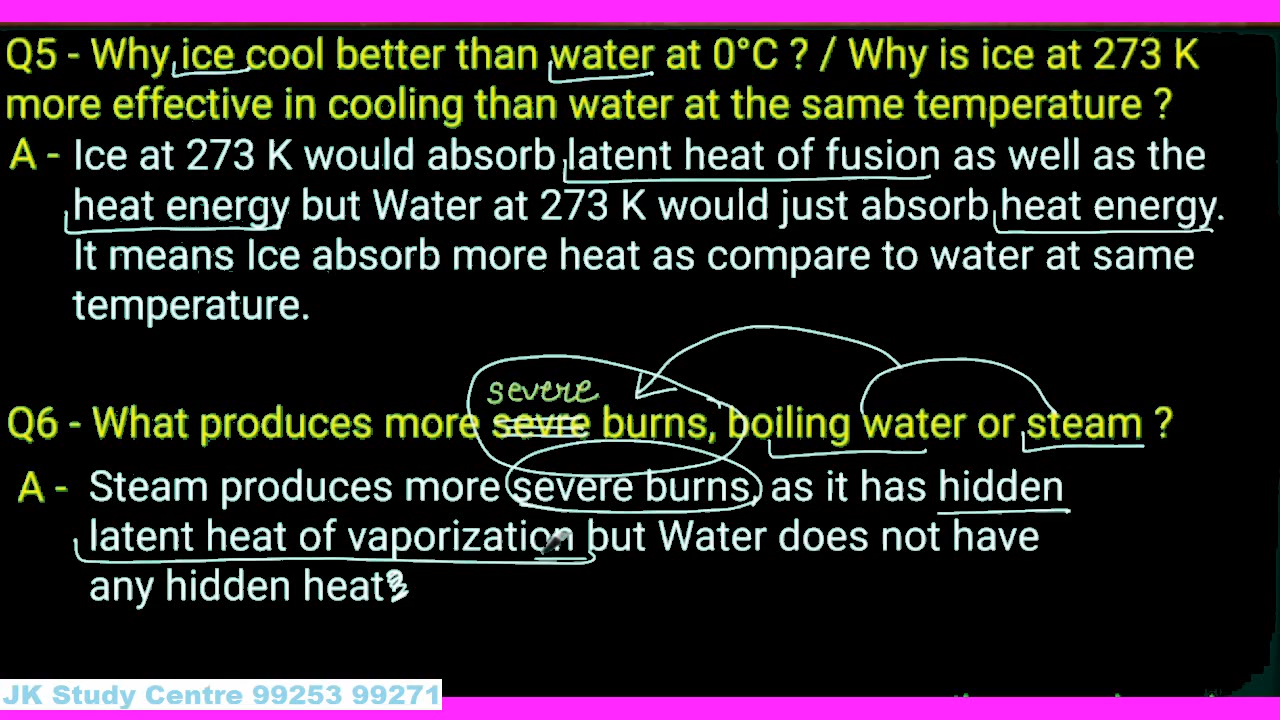 Q5 - Why ice cool better than water at 0°C ? / Why is ice at 273 K
more effective in cooling than water at the same temperature ?
A - Ice at 273 K would absorb latent heat of fusion as well as the
heat energy but Water at 273 K would just absorb heat energy.
It means Ice absorb more heat as compare to water at same
temperature.
severe
Q6 - What produces more sevre burns, boiling water or steam ?
A - Steam produces more severe burns, as it has hidden
latent heat of vaporization but Water does not have
any hidden heat
JK Study Centre 99253 99271